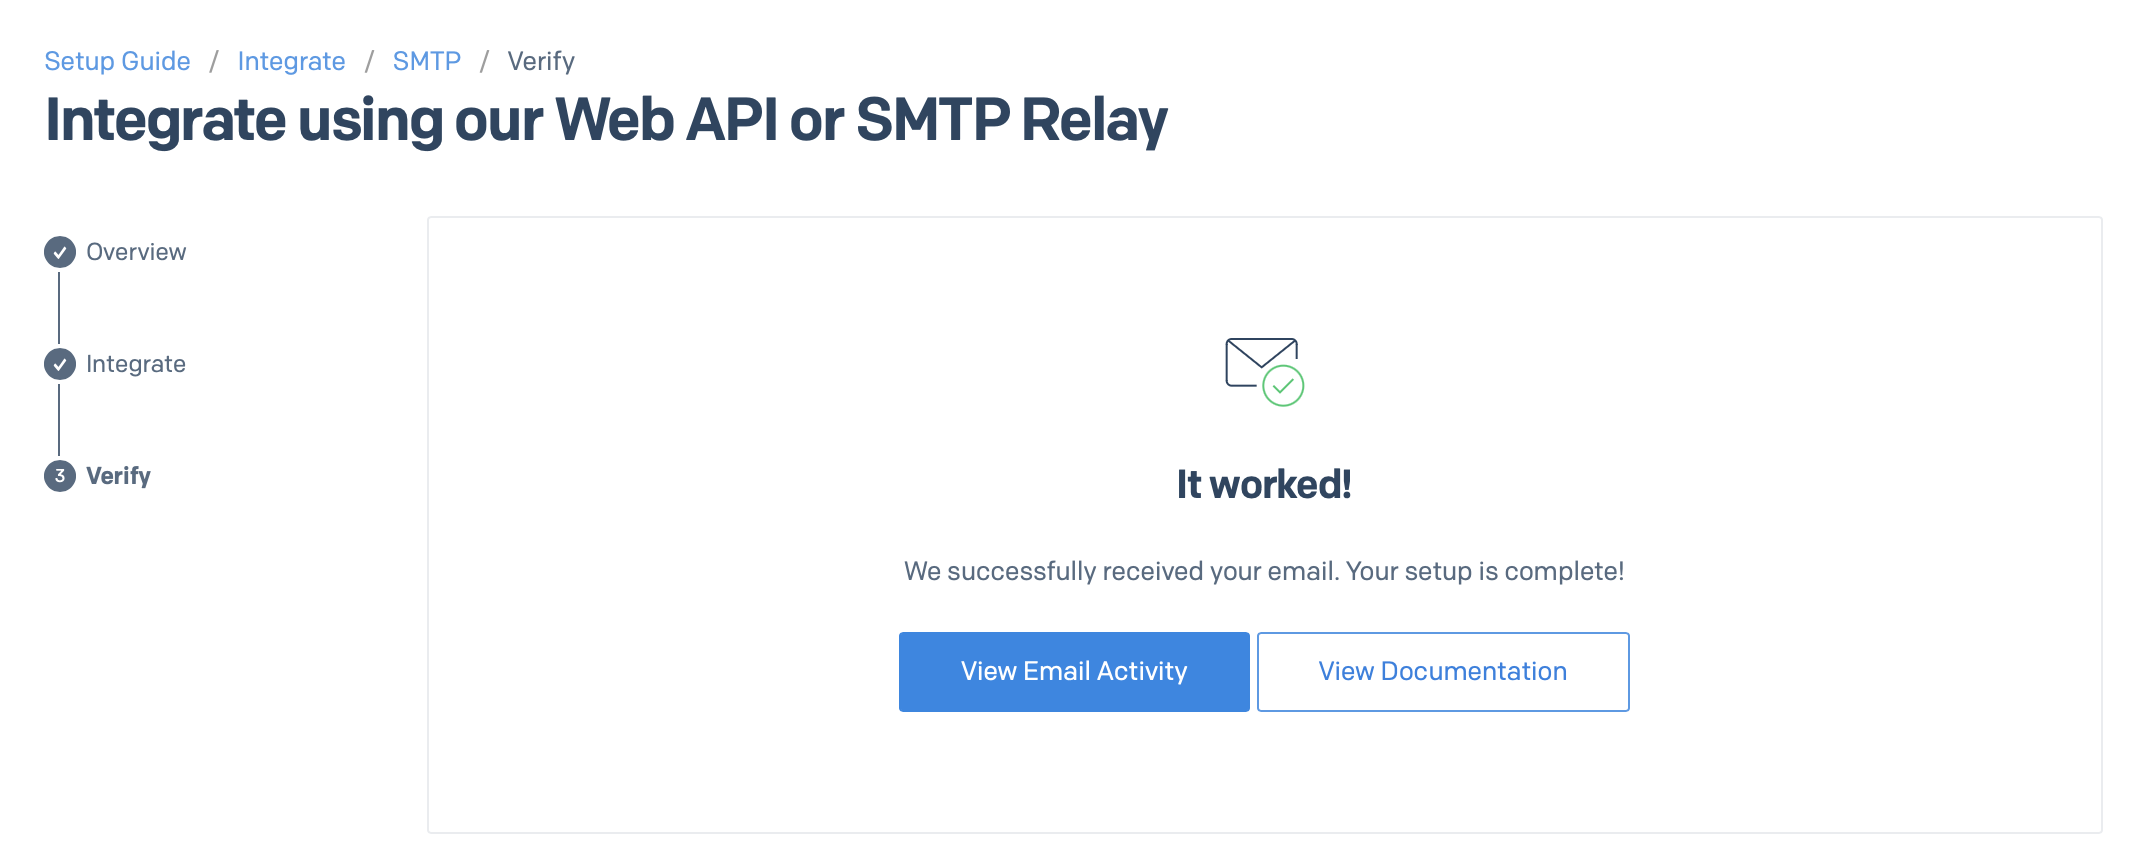 Setup Guide / Integrate / SMTP / Verify
Integrate using our Web API or SMTP Relay
Overview
Integrate
3 Verify
It worked!
We successfully received your email. Your setup is complete!
View Email Activity
View Documentation